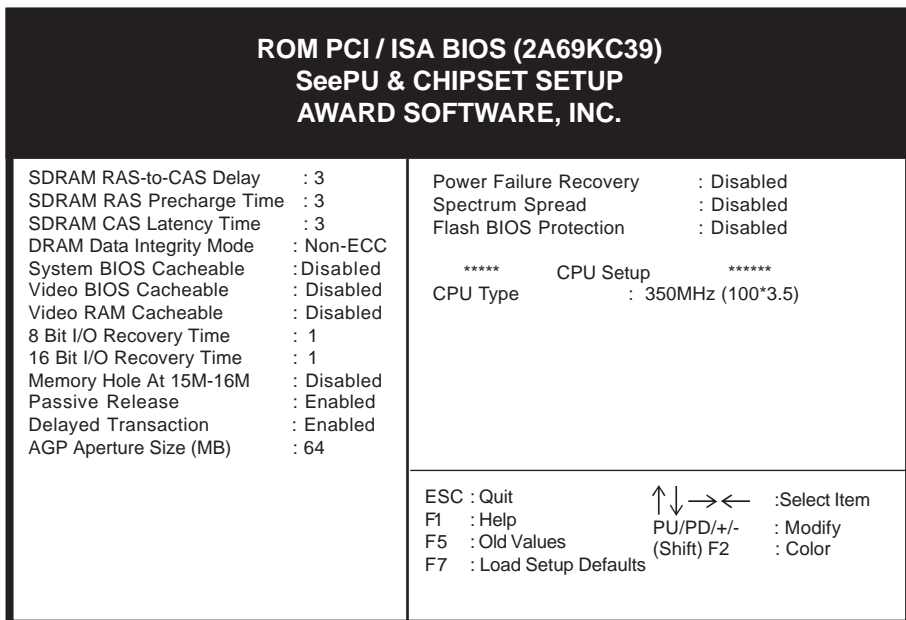 ROM PCI / ISA BIOS (2A69KC39)
SeePU & CHIPSET SETUP
AWARD SOFTWARE, INC.
SDRAM RAS-to-CAS Delay : 3
SDRAM RAS Precharge Time : 3
SDRAM CAS Latency Time : 3
DRAM Data Integrity Mode : Non-ECC
System BIOS Cacheable :Disabled
Video BIOS Cacheable : Disabled
Video RAM Cacheable : Disabled
8 Bit I/O Recovery Time : 1
16 Bit I/O Recovery Time : 1
Memory Hole At 15M-16M : Disabled
Passive Release : Enabled
Delayed Transaction : Enabled
AGP Aperture Size (MB) : 64
Power Failure Recovery : Disabled
Spectrum Spread : Disabled
Flash BIOS Protection : Disabled
***** CPU Setup ******
CPU Type : 350MHz (100*3.5)
ESC : Quit
F1 : Help
F5 : Old Values
F7 : Load Setup Defaults
↑↓→← :Select Item
PU/PD/+/- : Modify
(Shift) F2 : Color